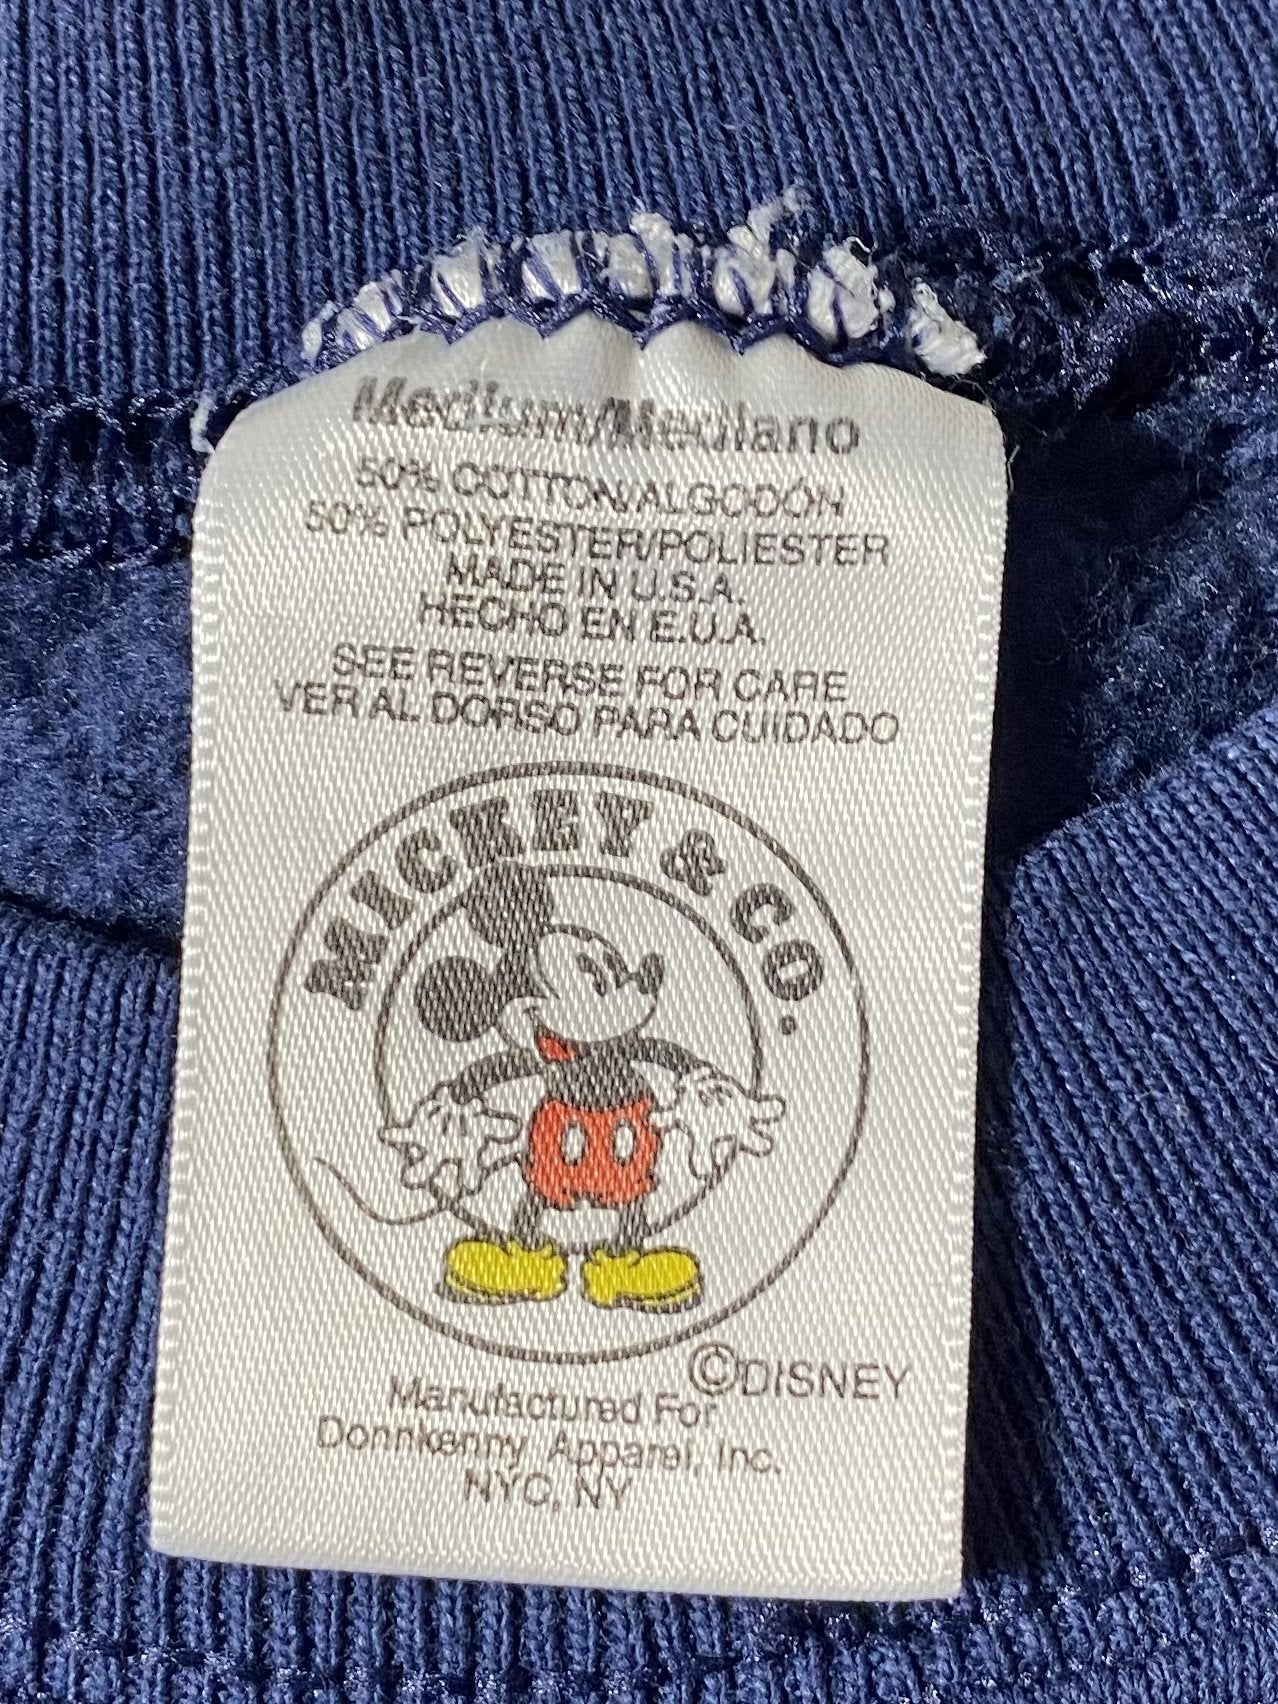 Medium/Mediano
50% COTTON/ALGODÓN
50% POLYESTER/POLIESTER
MADE IN U.S.A.
HECHO EN E.U.A.
SEE REVERSE FOR CARE
VER AL DORSO PARA CUIDADO
MICKEY & CO.
©DISNEY
Manufactured For
Donnkenny Apparel, Inc.
NYC, NY